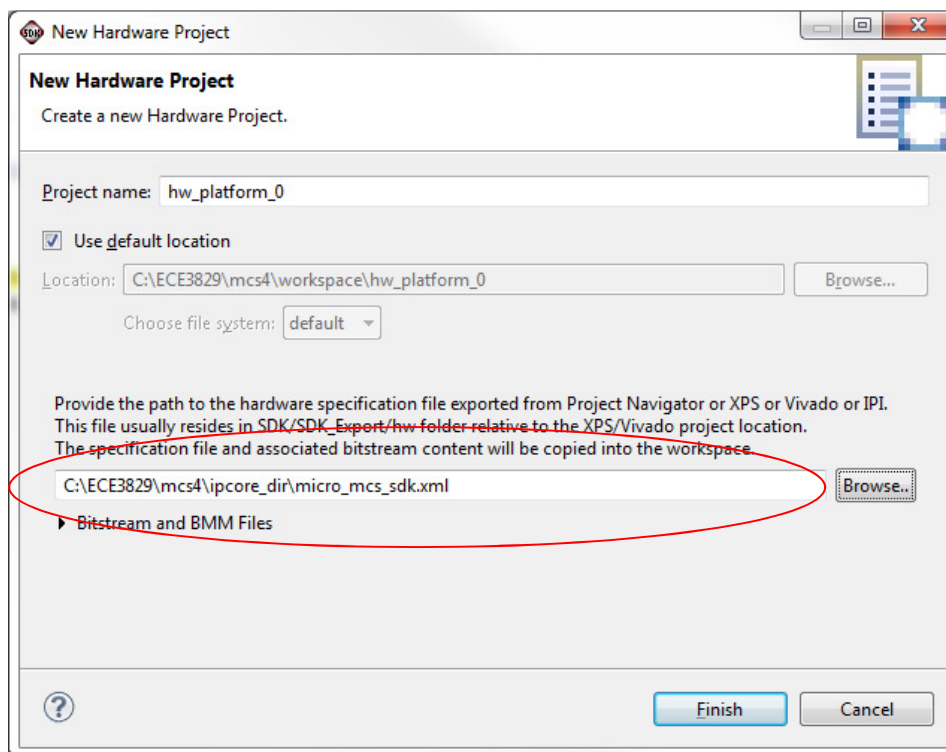 SDK New Hardware Project
New Hardware Project
Create a new Hardware Project.
Project name: hw_platform_0
Use default location
Location: C:\ECE3829\mcs4\workspace\hw_platform_0 Browse...
Choose file system: default
Provide the path to the hardware specification file exported from Project Navigator or XPS or Vivado or IPI.
This file usually resides in SDK/SDK_Export/hw folder relative to the XPS/Vivado project location.
The specification file and associated bitstream content will be copied into the workspace.
C:\ECE3829\mcs4\ipcore_dir\micro_mcs_sdk.xml Browse..
Bitstream and BMM Files
? Finish Cancel